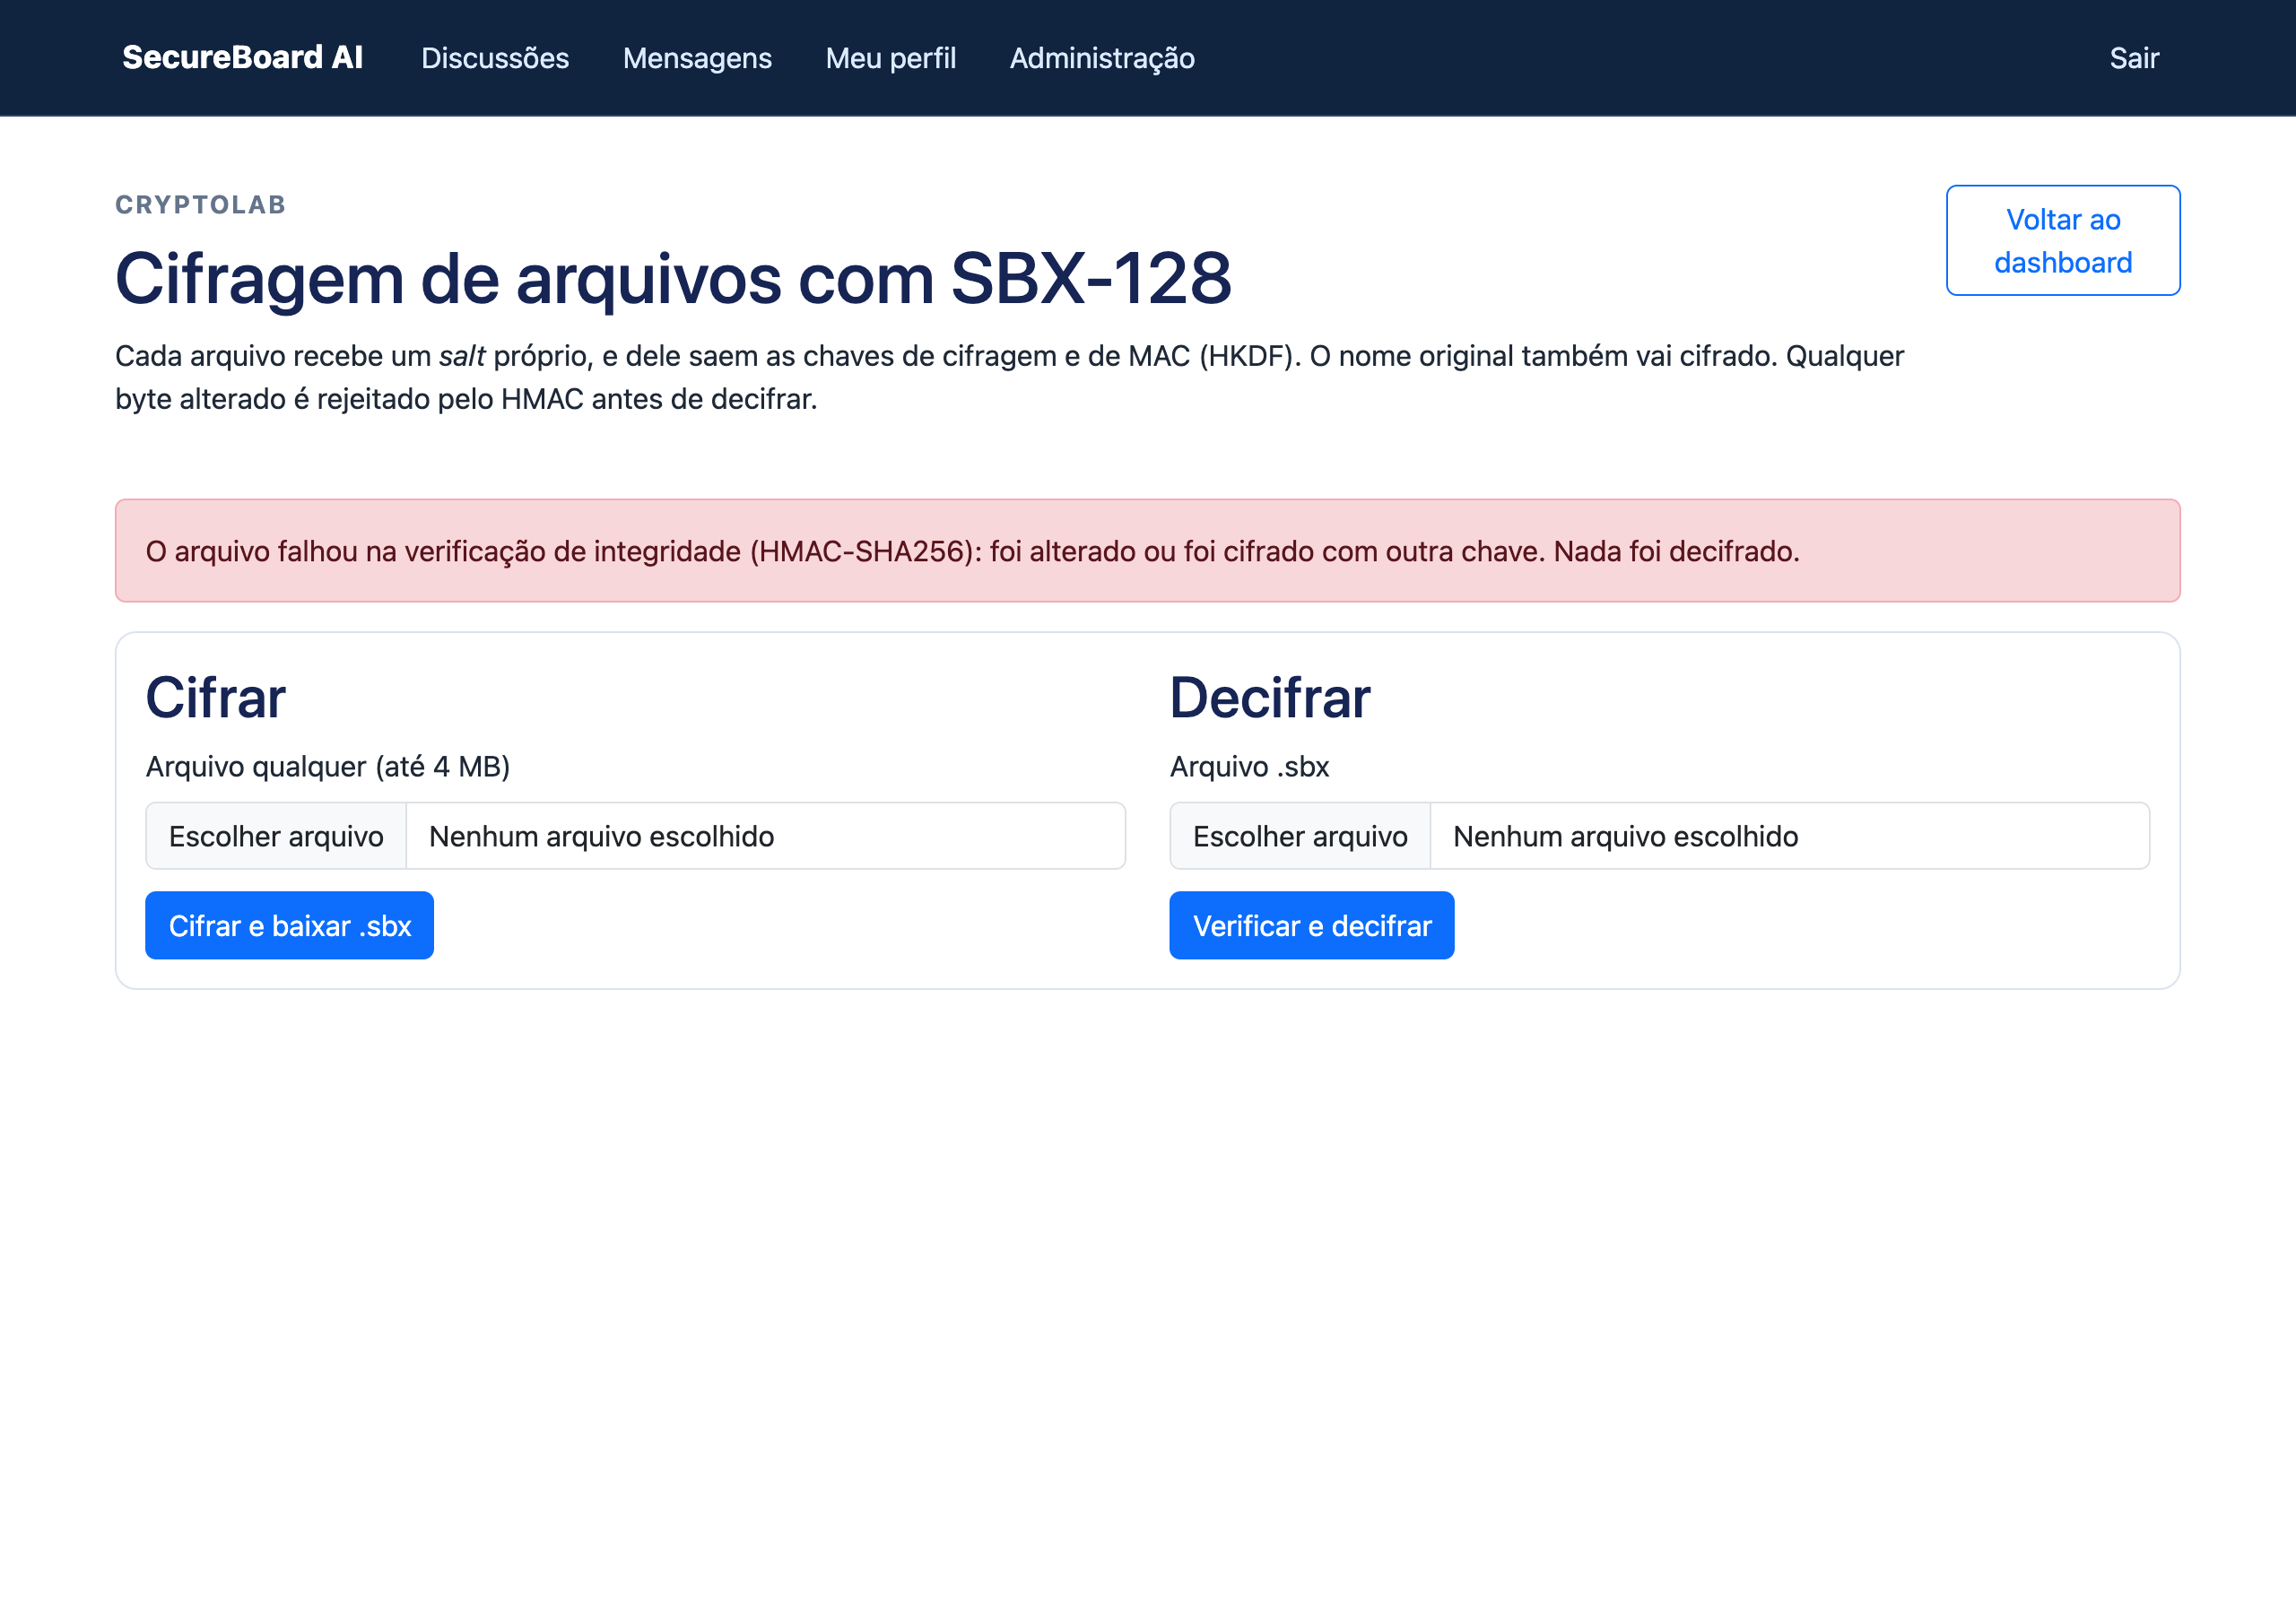 SecureBoard AI Discussões Mensagens Meu perfil Administração Sair
CRYPTOLAB
Cifragem de arquivos com SBX-128
Cada arquivo recebe um salt próprio, e dele saem as chaves de cifragem e de MAC (HKDF). O nome original também vai cifrado. Qualquer
byte alterado é rejeitado pelo HMAC antes de decifrar.
Voltar ao
dashboard
O arquivo falhou na verificação de integridade (HMAC-SHA256): foi alterado ou foi cifrado com outra chave. Nada foi decifrado.
Cifrar
Arquivo qualquer (até 4 MB)
Escolher arquivo Nenhum arquivo escolhido
Cifrar e baixar .sbx
Decifrar
Arquivo .sbx
Escolher arquivo Nenhum arquivo escolhido
Verificar e decifrar